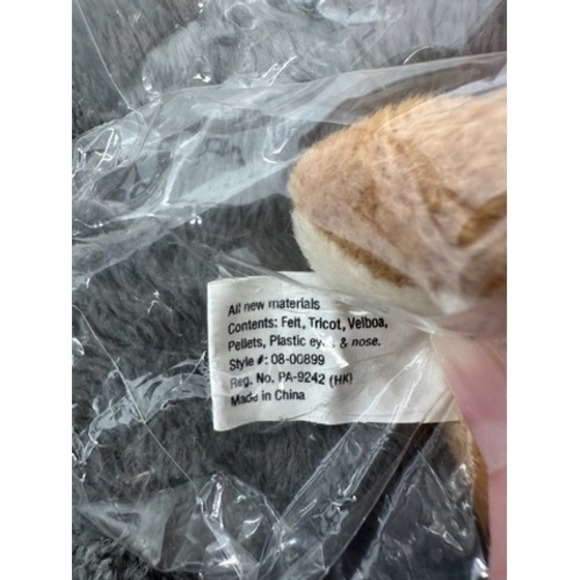 All new materials
Contents: Felt, Tricot, Velboa,
Pellets, Plastic & nose.
Style #: 08-00899
Reg. No. PA-9242 (HK)
Made in China